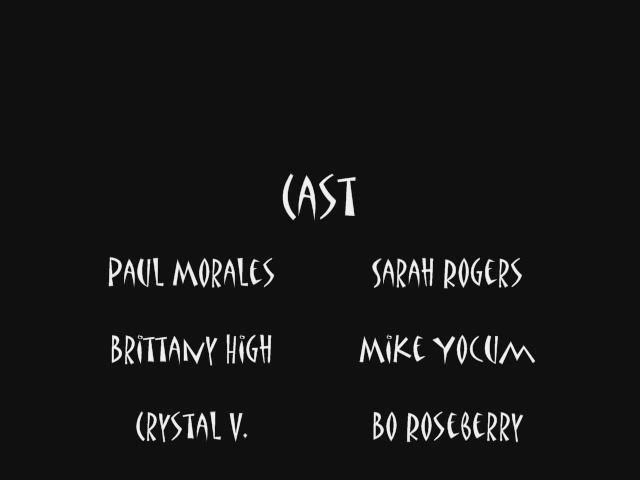 CAST
PAUL MORALES SARAH ROGERS
BRITTANY HIGH MIKE YOCUM
CRYSTAL V. BO ROSEBERRY